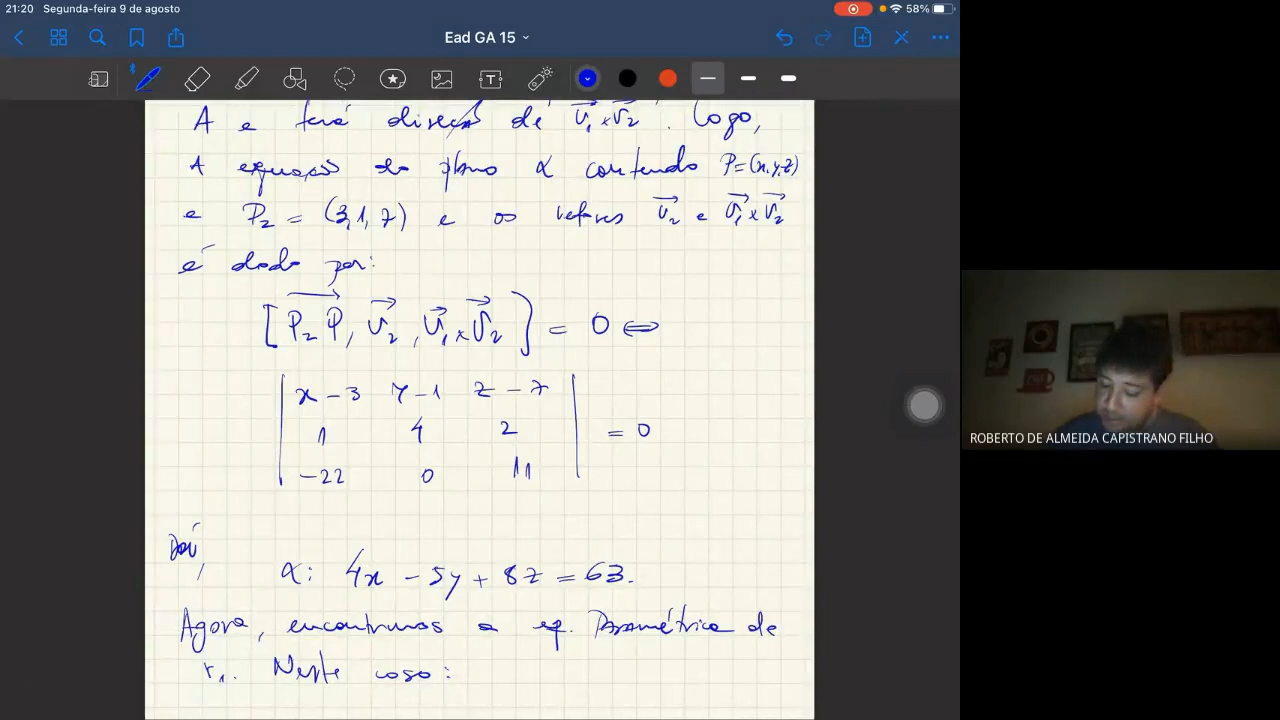 21:20 Segunda-feira 9 de agosto
58%
Ead GA 15
A e terá direção de v₁×v₂. Logo,
A equação do plano α contendo P=(x,y,z)
e P₂ = (3,1,7) e os vetores v₂ e v₁×v₂
é dado por:
[P₂P, v₂, v₁×v₂] = 0 ⇔
| x-3 y-1 z-7 |
| 1 4 2 | = 0
| -22 0 11 |
Daí,
α: 4x - 5y + 8z = 63.
Agora, encontrmos a eq. Paramétrica de
r₁. Neste caso:
ROBERTO DE ALMEIDA CAPISTRANO FILHO